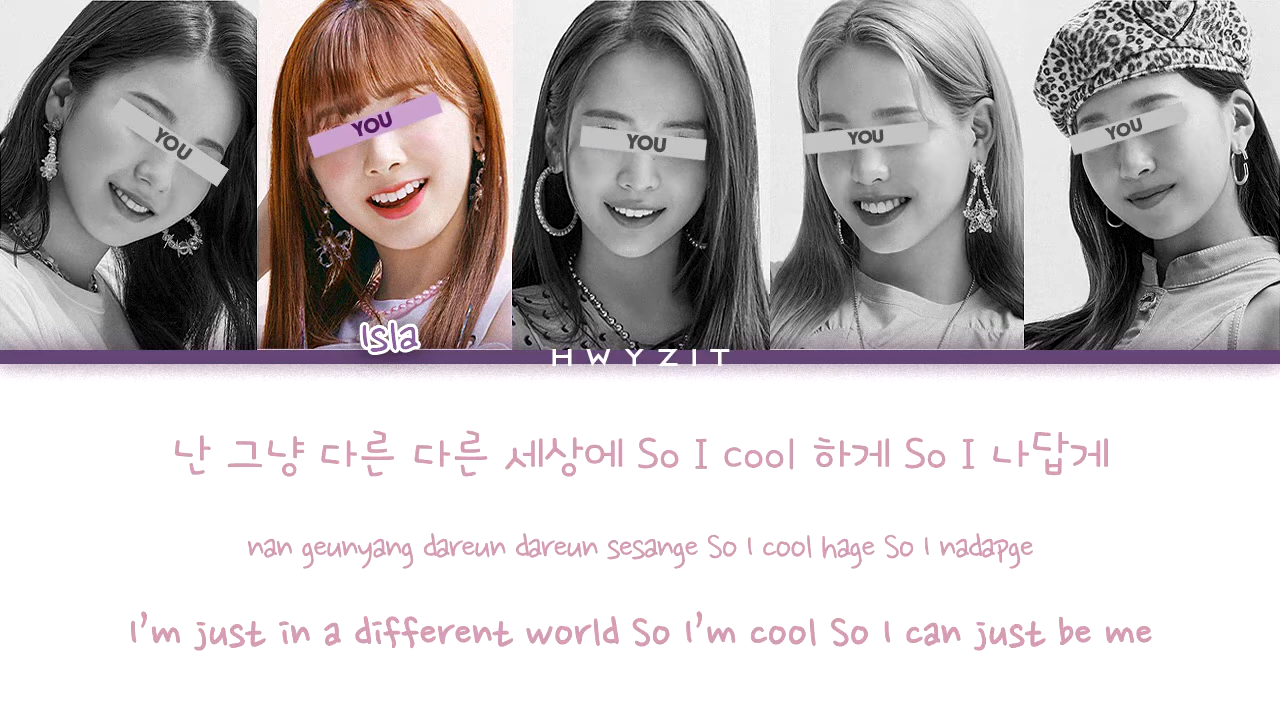 YOU
YOU
YOU
YOU
YOU
Isla
HWYZIT
난 그냥 다른 다른 세상에 So I cool 하게 So I 나답게
nan geunyang dareun dareun sesange So I cool hage So I nadapge
I'm just in a different world So I'm cool So I can just be me